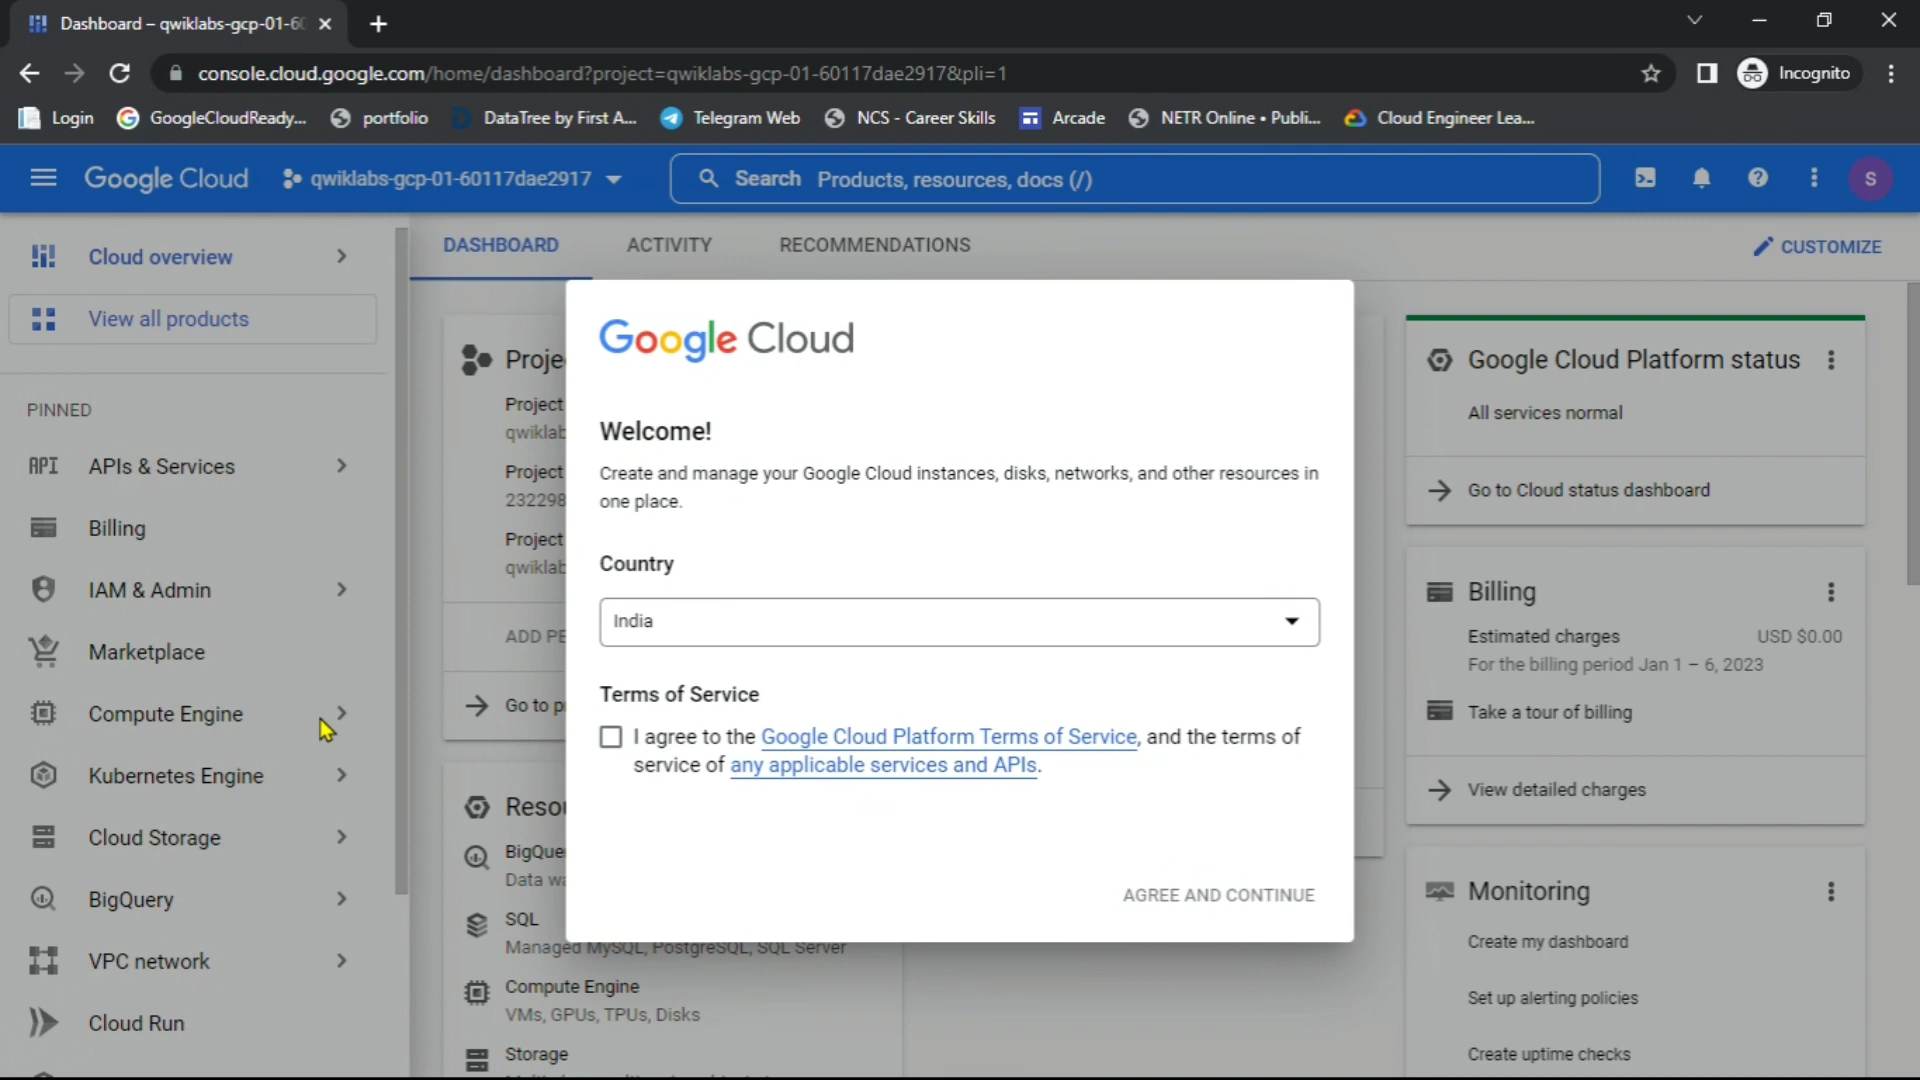 Dashboard – qwiklabs-gcp-01-60
console.cloud.google.com/home/dashboard?project=qwiklabs-gcp-01-60117dae2917&pli=1
Incognito
Login
GoogleCloudReady...
portfolio
DataTree by First A...
Telegram Web
NCS - Career Skills
Arcade
NETR Online • Publi...
Cloud Engineer Lea...
Google Cloud
qwiklabs-gcp-01-60117dae2917
Search Products, resources, docs (/)
S
Cloud overview
View all products
PINNED
API APIs & Services
Billing
IAM & Admin
Marketplace
Compute Engine
Kubernetes Engine
Cloud Storage
BigQuery
VPC network
Cloud Run
DASHBOARD
ACTIVITY
RECOMMENDATIONS
CUSTOMIZE
Proje
Project
qwiklab
Project
232298
Project
qwiklab
ADD PE
Go to p
Resou
BigQue
Data wa
SQL
Managed MySQL, PostgreSQL, SQL Server
Compute Engine
VMs, GPUs, TPUs, Disks
Storage
Google Cloud
Welcome!
Create and manage your Google Cloud instances, disks, networks, and other resources in
one place.
Country
India
Terms of Service
I agree to the Google Cloud Platform Terms of Service, and the terms of
service of any applicable services and APIs.
AGREE AND CONTINUE
Google Cloud Platform status
All services normal
Go to Cloud status dashboard
Billing
Estimated charges USD $0.00
For the billing period Jan 1 – 6, 2023
Take a tour of billing
View detailed charges
Monitoring
Create my dashboard
Set up alerting policies
Create uptime checks